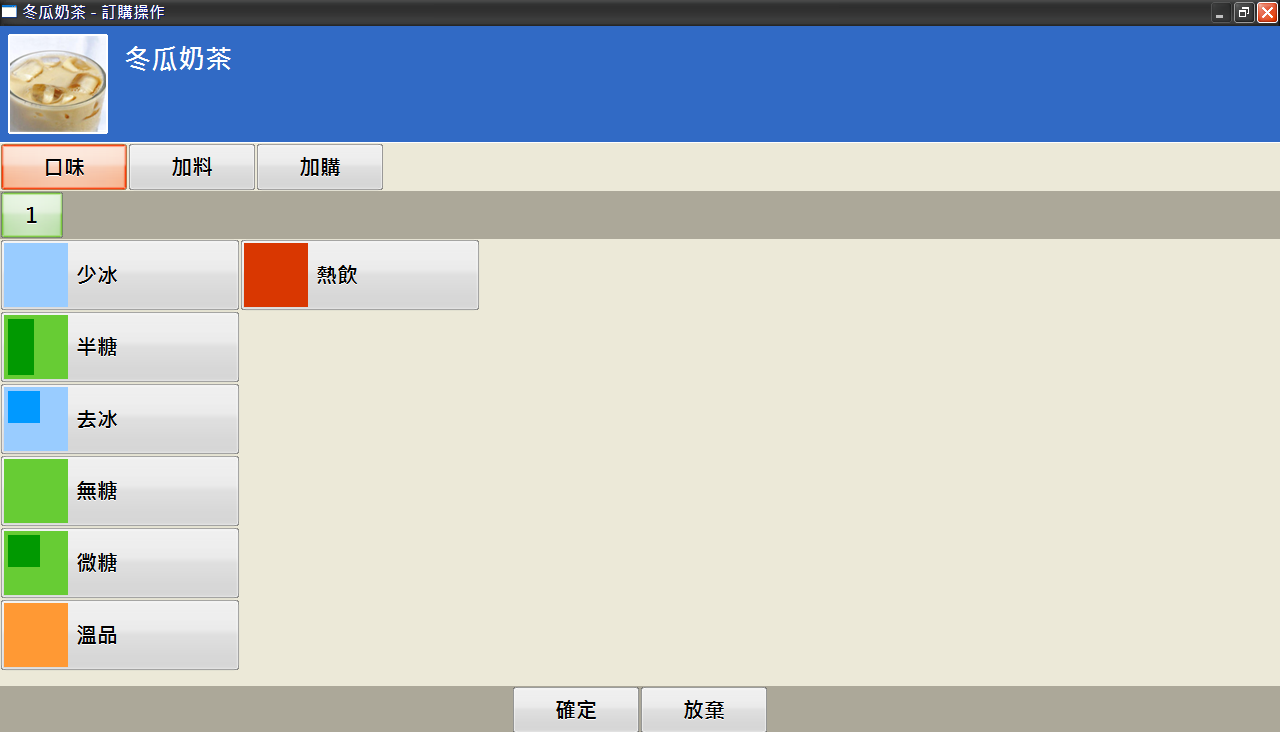 冬瓜奶茶 - 訂購操作
冬瓜奶茶
口味 加料 加購
1
少冰 熱飲
半糖
去冰
無糖
微糖
溫品
確定 放棄